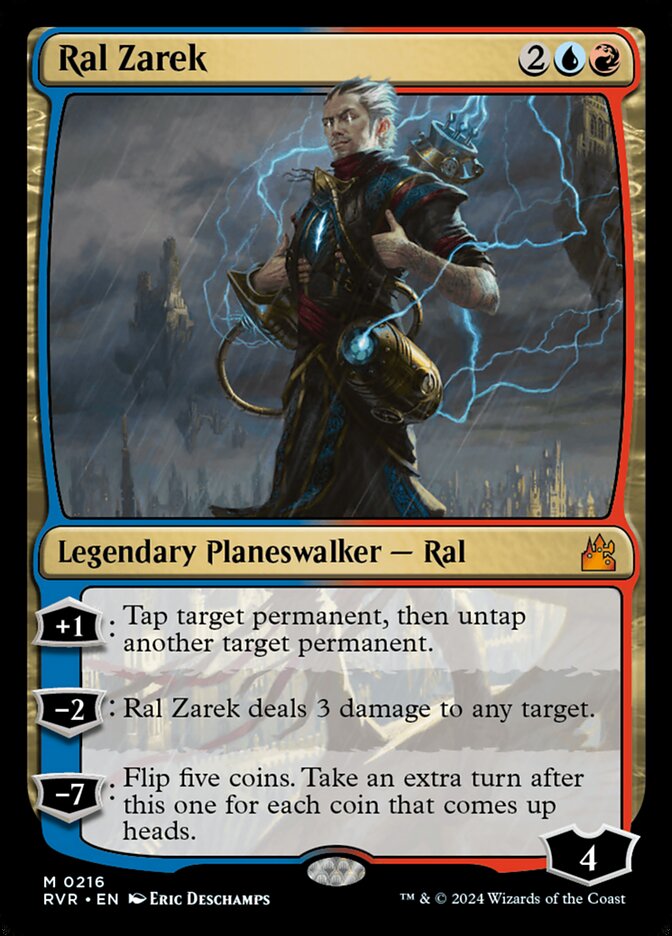 Ral Zarek
2
Legendary Planeswalker — Ral
+1 : Tap target permanent, then untap
another target permanent.
−2 : Ral Zarek deals 3 damage to any target.
−7 : Flip five coins. Take an extra turn after
this one for each coin that comes up
heads.
4
M 0216
RVR • EN Eric Deschamps
™ & © 2024 Wizards of the Coast